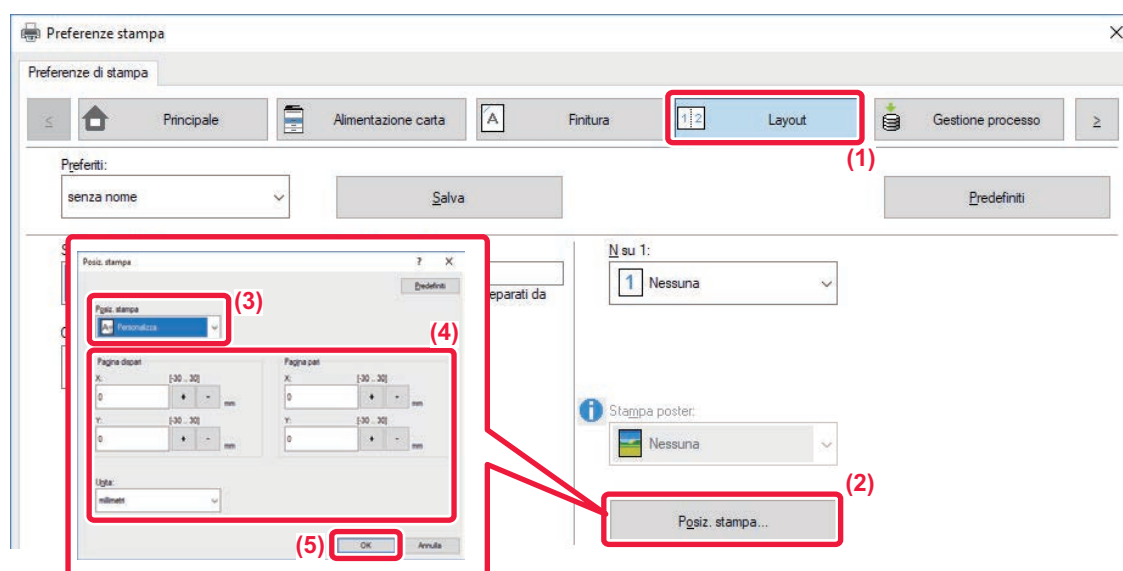 Preferenze stampa
Preferenze di stampa
Principale
Alimentazione carta
A
Finitura
1 2
Layout
Gestione processo
(1)
Preferiti:
senza nome
Salva
Predefiniti
S
Posiz. stampa
? X
Predefiniti
eparati da
N su 1:
1 Nessuna
Posiz. stampa
(3)
Personalizza
(4)
Pagina dispari
Pagina pari
X: [-30 .. 30]
X: [-30 .. 30]
0 + - mm
0 + - mm
Y: [-30 .. 30]
Y: [-30 .. 30]
0 + - mm
0 + - mm
Stampa poster:
Nessuna
Unità:
millimetri
(2)
Posiz. stampa...
(5)
OK
Annulla